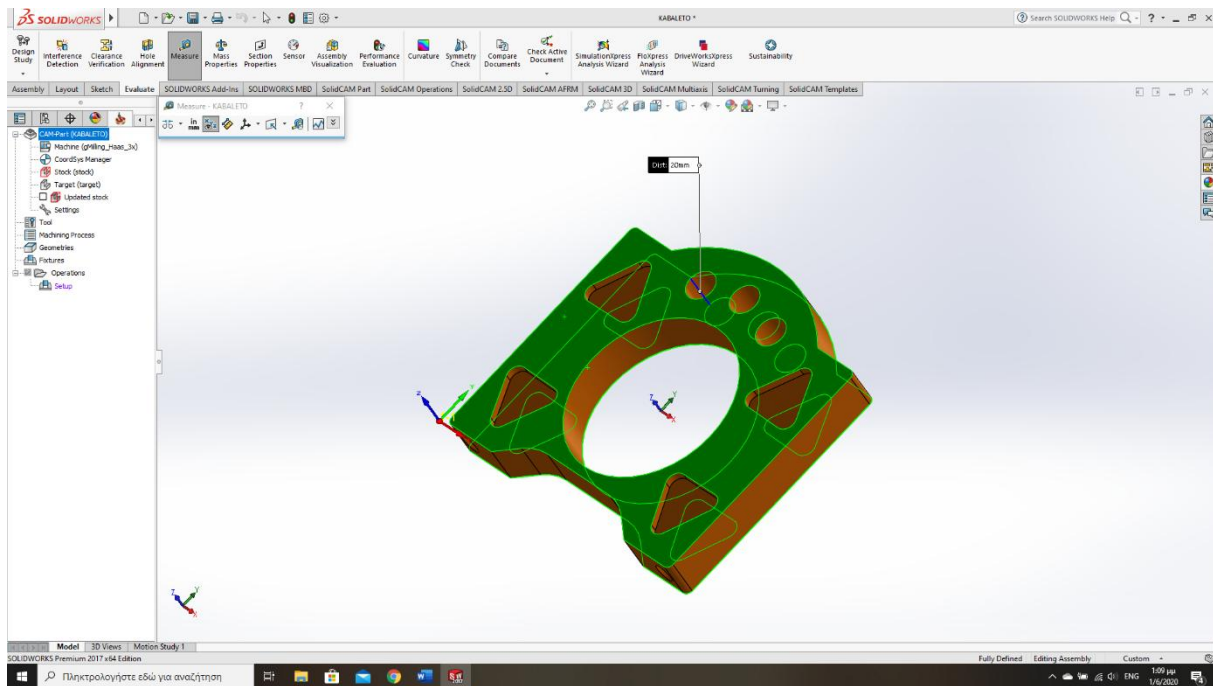 SOLIDWORKS
KABALETO *
Search SOLIDWORKS Help
Design Study
Interference Detection
Clearance Verification
Hole Alignment
Measure
Mass Properties
Section Properties
Sensor
Assembly Visualization
Performance Evaluation
Curvature
Symmetry Check
Compare Documents
Check Active Document
SimulationXpress Analysis Wizard
FloXpress Analysis Wizard
DriveWorksXpress Wizard
Sustainability
Assembly Layout Sketch Evaluate SOLIDWORKS Add-Ins SOLIDWORKS MBD SolidCAM Part SolidCAM Operations SolidCAM 2.5D SolidCAM AFRM SolidCAM 3D SolidCAM Multiaxis SolidCAM Turning SolidCAM Templates
Measure - KABALETO
in
mm
CAM-Part (KABALETO)
Machine (gMilling_Haas_3x)
CoordSys Manager
Stock (stock)
Target (target)
Updated stock
Settings
Tool
Machining Process
Geometries
Fixtures
Operations
Setup
Dist: 20mm
Z
Y
Z
Y
X
Z
Y
X
Model 3D Views Motion Study 1
SOLIDWORKS Premium 2017 x64 Edition
Fully Defined Editing Assembly Custom
Πληκτρολογήστε εδώ για αναζήτηση
ENG
1:09 μμ
1/6/2020